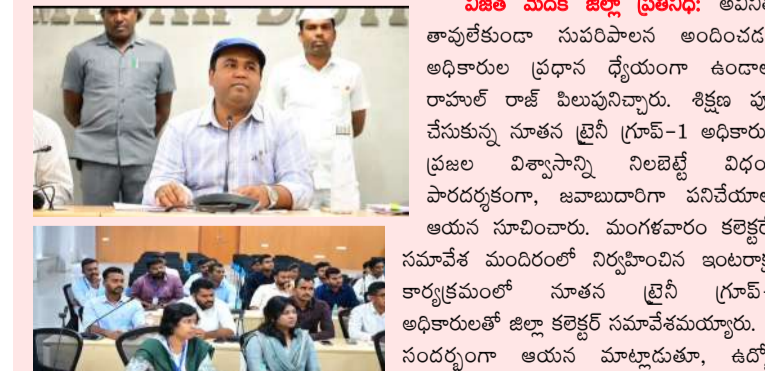 విజేత మెదక్ జిల్లా ప్రతినిధి: అవినీతి
తావులేకుండా సుపరిపాలన అందించడ
అధికారుల ప్రధాన ధ్యేయంగా ఉండాల
రాహుల్ రాజ్ పిలుపునిచ్చారు. శిక్షణ పూ
చేసుకున్న నూతన ట్రైనీ గ్రూప్-1 అధికారు
ప్రజల విశ్వాసాన్ని నిలబెట్టే విధం
పారదర్శకంగా, జవాబుదారిగా పనిచేయాల
ఆయన సూచించారు. మంగళవారం కలెక్టరే
సమావేశ మందిరంలో నిర్వహించిన ఇంటరాక్ష
కార్యక్రమంలో నూతన ట్రైనీ గ్రూప్-
అధికారులతో జిల్లా కలెక్టర్ సమావేశమయ్యారు.
సందర్భంగా ఆయన మాట్లాడుతూ, ఉద్యో